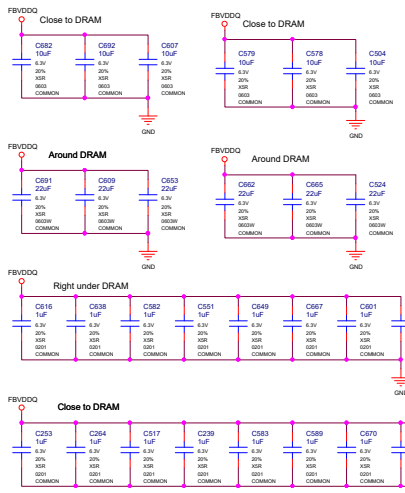 FBVDDQ
Close to DRAM
C682
10uF
6.3V
20%
X5R
0603
COMMON
C692
10uF
6.3V
20%
X5R
0603
COMMON
C607
10uF
6.3V
20%
X5R
0603
COMMON
GND
FBVDDQ
Close to DRAM
C579
10uF
6.3V
20%
X5R
0603
COMMON
C578
10uF
6.3V
20%
X5R
0603
COMMON
C504
10uF
6.3V
20%
X5R
0603
COMMON
GND
FBVDDQ
Around DRAM
C691
22uF
6.3V
20%
X5R
0603W
COMMON
C609
22uF
6.3V
20%
X5R
0603W
COMMON
C653
22uF
6.3V
20%
X5R
0603W
COMMON
GND
FBVDDQ
Around DRAM
C662
22uF
6.3V
20%
X5R
0603W
COMMON
C665
22uF
6.3V
20%
X5R
0603W
COMMON
C524
22uF
6.3V
20%
X5R
0603W
COMMON
GND
FBVDDQ
Right under DRAM
C616
1uF
6.3V
20%
X5R
0201
COMMON
C638
1uF
6.3V
20%
X5R
0201
COMMON
C582
1uF
6.3V
20%
X5R
0201
COMMON
C551
1uF
6.3V
20%
X5R
0201
COMMON
C649
1uF
6.3V
20%
X5R
0201
COMMON
C667
1uF
6.3V
20%
X5R
0201
COMMON
C601
1uF
6.3V
20%
X5R
0201
COMMON
GND
FBVDDQ
Close to DRAM
C253
1uF
6.3V
20%
X5R
0201
COMMON
C264
1uF
6.3V
20%
X5R
0201
COMMON
C517
1uF
6.3V
20%
X5R
0201
COMMON
C239
1uF
6.3V
20%
X5R
0201
COMMON
C583
1uF
6.3V
20%
X5R
0201
COMMON
C589
1uF
6.3V
20%
X5R
0201
COMMON
C670
1uF
6.3V
20%
X5R
0201
COMMON